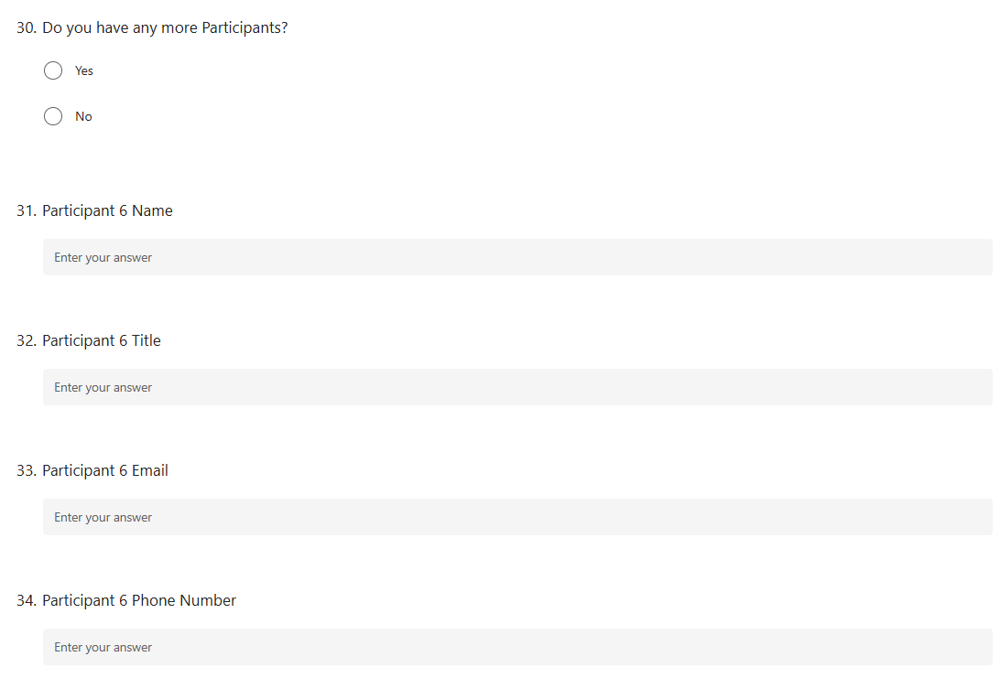 30. Do you have any more Participants?
Yes
No
31. Participant 6 Name
Enter your answer
32. Participant 6 Title
Enter your answer
33. Participant 6 Email
Enter your answer
34. Participant 6 Phone Number
Enter your answer